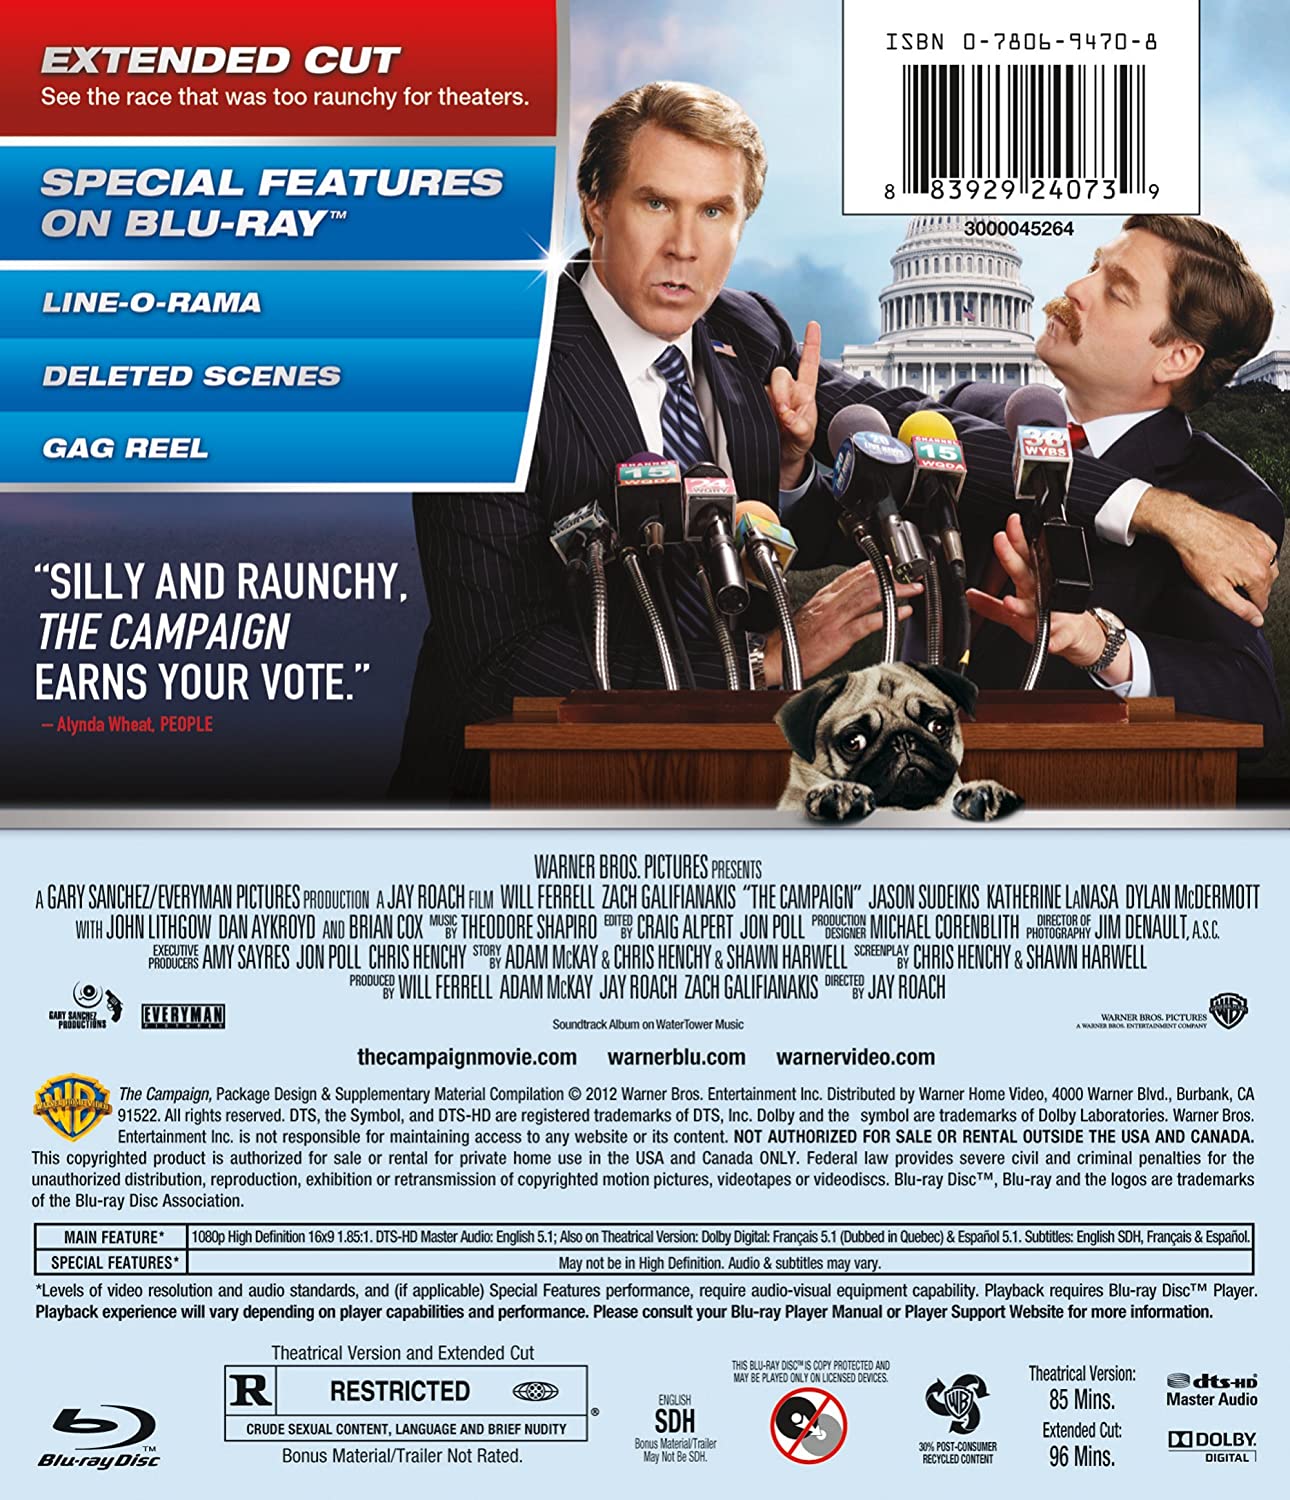 EXTENDED CUT
See the race that was too raunchy for theaters.
SPECIAL FEATURES
ON BLU-RAY™
LINE-O-RAMA
DELETED SCENES
GAG REEL
ISBN 0-7806-9470-8
8 83929 24073 9
3000045264
CHANNEL
15
WGDA
24
20
CHANNEL
15
WGDA
38
WYBS
“SILLY AND RAUNCHY,
THE CAMPAIGN
EARNS YOUR VOTE.”
– Alynda Wheat, PEOPLE
WARNER BROS. PICTURES PRESENTS
A GARY SANCHEZ/EVERYMAN PICTURES PRODUCTION A JAY ROACH FILM WILL FERRELL ZACH GALIFIANAKIS “THE CAMPAIGN” JASON SUDEIKIS KATHERINE LaNASA DYLAN McDERMOTT
WITH JOHN LITHGOW DAN AYKROYD AND BRIAN COX MUSIC BY THEODORE SHAPIRO EDITED BY CRAIG ALPERT JON POLL PRODUCTION DESIGNER MICHAEL CORENBLITH DIRECTOR OF PHOTOGRAPHY JIM DENAULT, A.S.C.
EXECUTIVE PRODUCERS AMY SAYRES JON POLL CHRIS HENCHY STORY BY ADAM McKAY & CHRIS HENCHY & SHAWN HARWELL SCREENPLAY BY CHRIS HENCHY & SHAWN HARWELL
PRODUCED BY WILL FERRELL ADAM McKAY JAY ROACH ZACH GALIFIANAKIS DIRECTED BY JAY ROACH
GARY SANCHEZ
PRODUCTIONS
EVERYMAN
PICTURES
Soundtrack Album on WaterTower Music
WARNER BROS. PICTURES
A WARNER BROS. ENTERTAINMENT COMPANY
thecampaignmovie.com warnerblu.com warnervideo.com
The Campaign, Package Design & Supplementary Material Compilation © 2012 Warner Bros. Entertainment Inc. Distributed by Warner Home Video, 4000 Warner Blvd., Burbank, CA
91522. All rights reserved. DTS, the Symbol, and DTS-HD are registered trademarks of DTS, Inc. Dolby and the symbol are trademarks of Dolby Laboratories. Warner Bros.
Entertainment Inc. is not responsible for maintaining access to any website or its content. NOT AUTHORIZED FOR SALE OR RENTAL OUTSIDE THE USA AND CANADA.
This copyrighted product is authorized for sale or rental for private home use in the USA and Canada ONLY. Federal law provides severe civil and criminal penalties for the
unauthorized distribution, reproduction, exhibition or retransmission of copyrighted motion pictures, videotapes or videodiscs. Blu-ray Disc™, Blu-ray and the logos are trademarks
of the Blu-ray Disc Association.
MAIN FEATURE* 1080p High Definition 16x9 1.85:1. DTS-HD Master Audio: English 5.1; Also on Theatrical Version: Dolby Digital: Français 5.1 (Dubbed in Quebec) & Español 5.1. Subtitles: English SDH, Français & Español.
SPECIAL FEATURES* May not be in High Definition. Audio & subtitles may vary.
*Levels of video resolution and audio standards, and (if applicable) Special Features performance, require audio-visual equipment capability. Playback requires Blu-ray Disc™ Player.
Playback experience will vary depending on player capabilities and performance. Please consult your Blu-ray Player Manual or Player Support Website for more information.
Blu-ray Disc™
Theatrical Version and Extended Cut
R RESTRICTED ®
CRUDE SEXUAL CONTENT, LANGUAGE AND BRIEF NUDITY
Bonus Material/Trailer Not Rated.
ENGLISH
SDH
Bonus Material/Trailer
May Not Be SDH.
THIS BLU-RAY DISC™ IS COPY PROTECTED AND
MAY BE PLAYED ONLY ON LICENSED DEVICES.
30% POST-CONSUMER
RECYCLED CONTENT
Theatrical Version:
85 Mins.
Extended Cut:
96 Mins.
dts-HD
Master Audio
DOLBY
DIGITAL